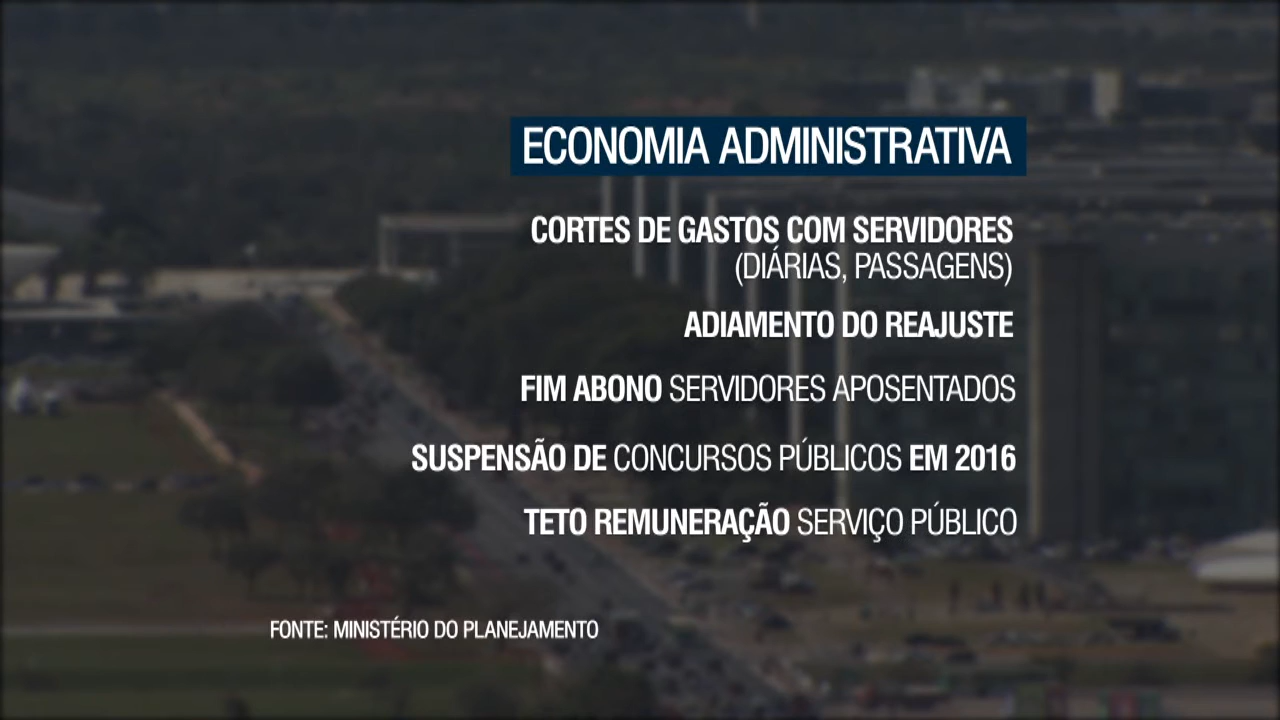 ECONOMIA ADMINISTRATIVA
CORTES DE GASTOS COM SERVIDORES
(DIÁRIAS, PASSAGENS)
ADIAMENTO DO REAJUSTE
FIM ABONO SERVIDORES APOSENTADOS
SUSPENSÃO DE CONCURSOS PÚBLICOS EM 2016
TETO REMUNERAÇÃO SERVIÇO PÚBLICO
FONTE: MINISTÉRIO DO PLANEJAMENTO